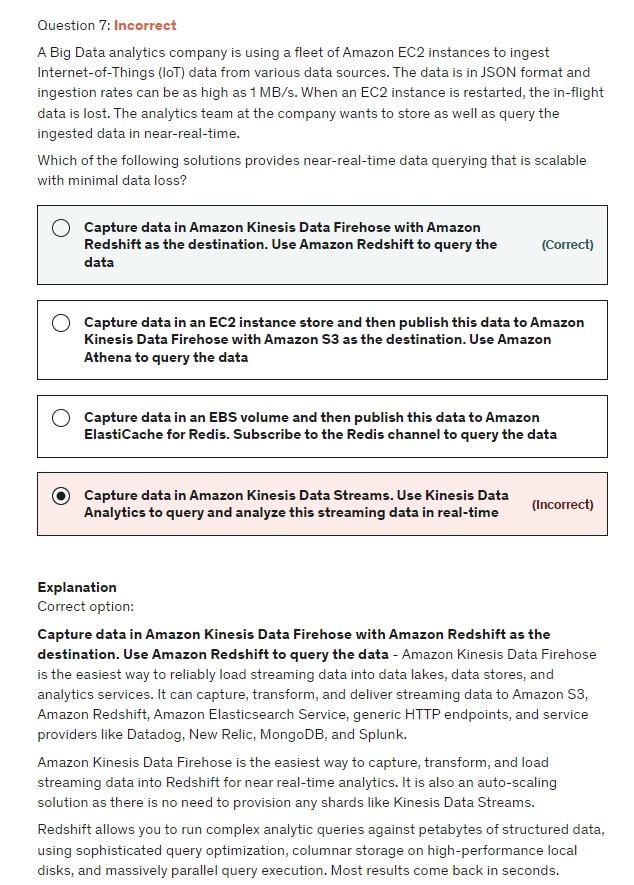 Question 7: Incorrect
A Big Data analytics company is using a fleet of Amazon EC2 instances to ingest
Internet-of-Things (IoT) data from various data sources. The data is in JSON format and
ingestion rates can be as high as 1 MB/s. When an EC2 instance is restarted, the in-flight
data is lost. The analytics team at the company wants to store as well as query the
ingested data in near-real-time.
Which of the following solutions provides near-real-time data querying that is scalable
with minimal data loss?
Capture data in Amazon Kinesis Data Firehose with Amazon
Redshift as the destination. Use Amazon Redshift to query the
data
(Correct)
Capture data in an EC2 instance store and then publish this data to Amazon
Kinesis Data Firehose with Amazon S3 as the destination. Use Amazon
Athena to query the data
Capture data in an EBS volume and then publish this data to Amazon
ElastiCache for Redis. Subscribe to the Redis channel to query the data
Capture data in Amazon Kinesis Data Streams. Use Kinesis Data
Analytics to query and analyze this streaming data in real-time
(Incorrect)
Explanation
Correct option:
Capture data in Amazon Kinesis Data Firehose with Amazon Redshift as the
destination. Use Amazon Redshift to query the data - Amazon Kinesis Data Firehose
is the easiest way to reliably load streaming data into data lakes, data stores, and
analytics services. It can capture, transform, and deliver streaming data to Amazon S3,
Amazon Redshift, Amazon Elasticsearch Service, generic HTTP endpoints, and service
providers like Datadog, New Relic, MongoDB, and Splunk.
Amazon Kinesis Data Firehose is the easiest way to capture, transform, and load
streaming data into Redshift for near real-time analytics. It is also an auto-scaling
solution as there is no need to provision any shards like Kinesis Data Streams.
Redshift allows you to run complex analytic queries against petabytes of structured data,
using sophisticated query optimization, columnar storage on high-performance local
disks, and massively parallel query execution. Most results come back in seconds.